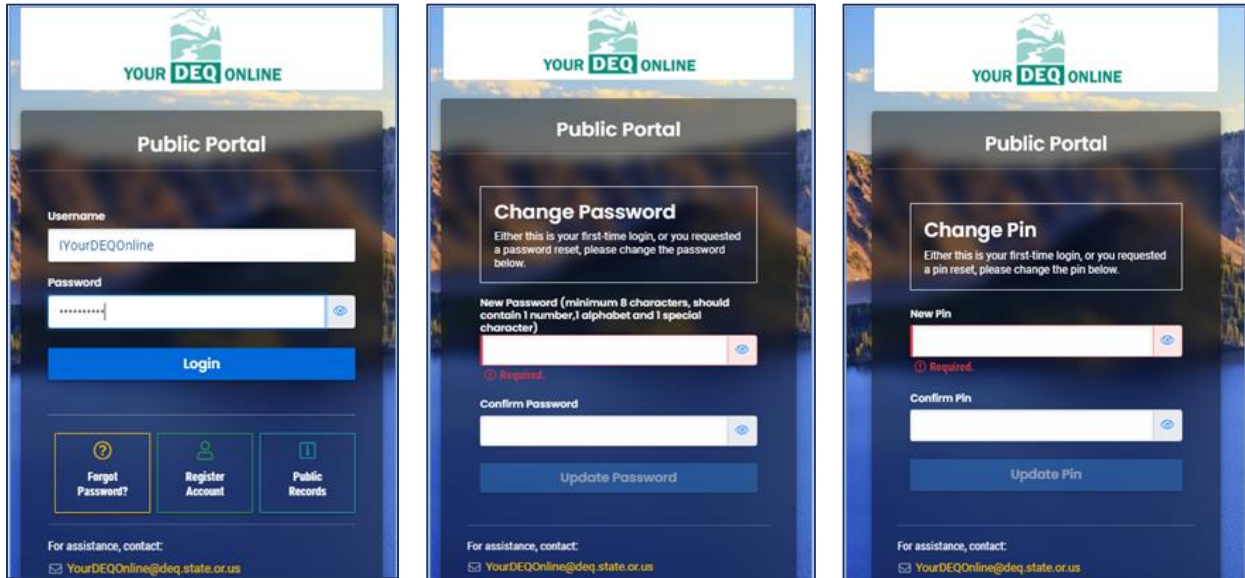 YOUR DEQ ONLINE
Public Portal
Username
IYourDEQOnline
Password
**********
Login
Forgot
Password?
Register
Account
Public
Records
For assistance, contact:
YourDEQOnline@deq.state.or.us
YOUR DEQ ONLINE
Public Portal
Change Password
Either this is your first-time login, or you requested
a password reset, please change the password
below.
New Password (minimum 8 characters, should
contain 1 number,1 alphabet and 1 special
character)
Required.
Confirm Password
Update Password
For assistance, contact:
YourDEQOnline@deq.state.or.us
YOUR DEQ ONLINE
Public Portal
Change Pin
Either this is your first-time login, or you requested
a pin reset, please change the pin below.
New Pin
Required.
Confirm Pin
Update Pin
For assistance, contact:
YourDEQOnline@deq.state.or.us